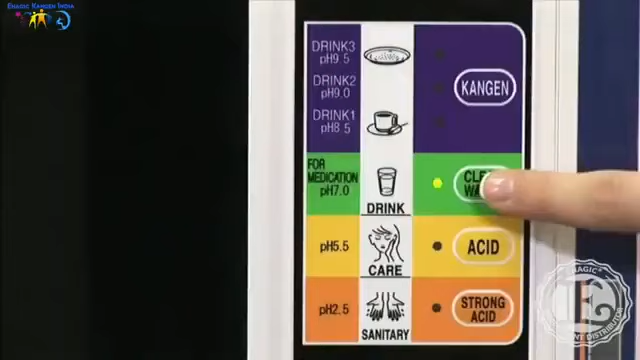 ENAGIC KANGEN INDIA
DRINK3
pH9.5
DRINK2
pH9.0
DRINK1
pH8.5
KANGEN
FOR
MEDICATION
pH7.0
DRINK
pH5.5
CARE
ACID
pH2.5
SANITARY
STRONG
ACID
ENAGIC
E